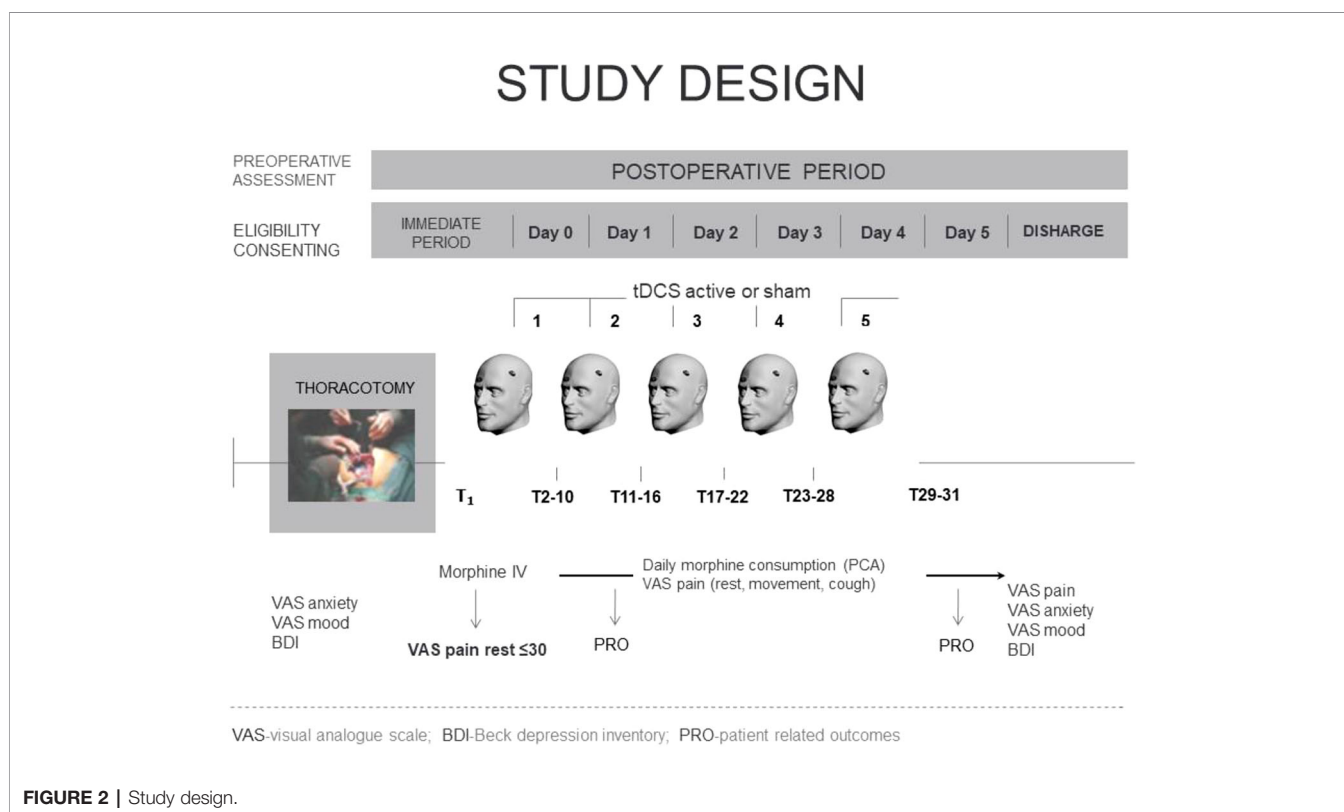 STUDY DESIGN
PREOPERATIVE
ASSESSMENT
POSTOPERATIVE PERIOD
ELIGIBILITY
CONSENTING
IMMEDIATE
PERIOD
Day 0
Day 1
Day 2
Day 3
Day 4
Day 5
DISHARGE
tDCS active or sham
1
2
3
4
5
THORACOTOMY
T₁
T2-10
T11-16
T17-22
T23-28
T29-31
Morphine IV
Daily morphine consumption (PCA)
VAS pain (rest, movement, cough)
VAS anxiety
VAS mood
BDI
VAS pain rest ≤30
PRO
PRO
VAS pain
VAS anxiety
VAS mood
BDI
VAS-visual analogue scale; BDI-Beck depression inventory; PRO-patient related outcomes
FIGURE 2 | Study design.